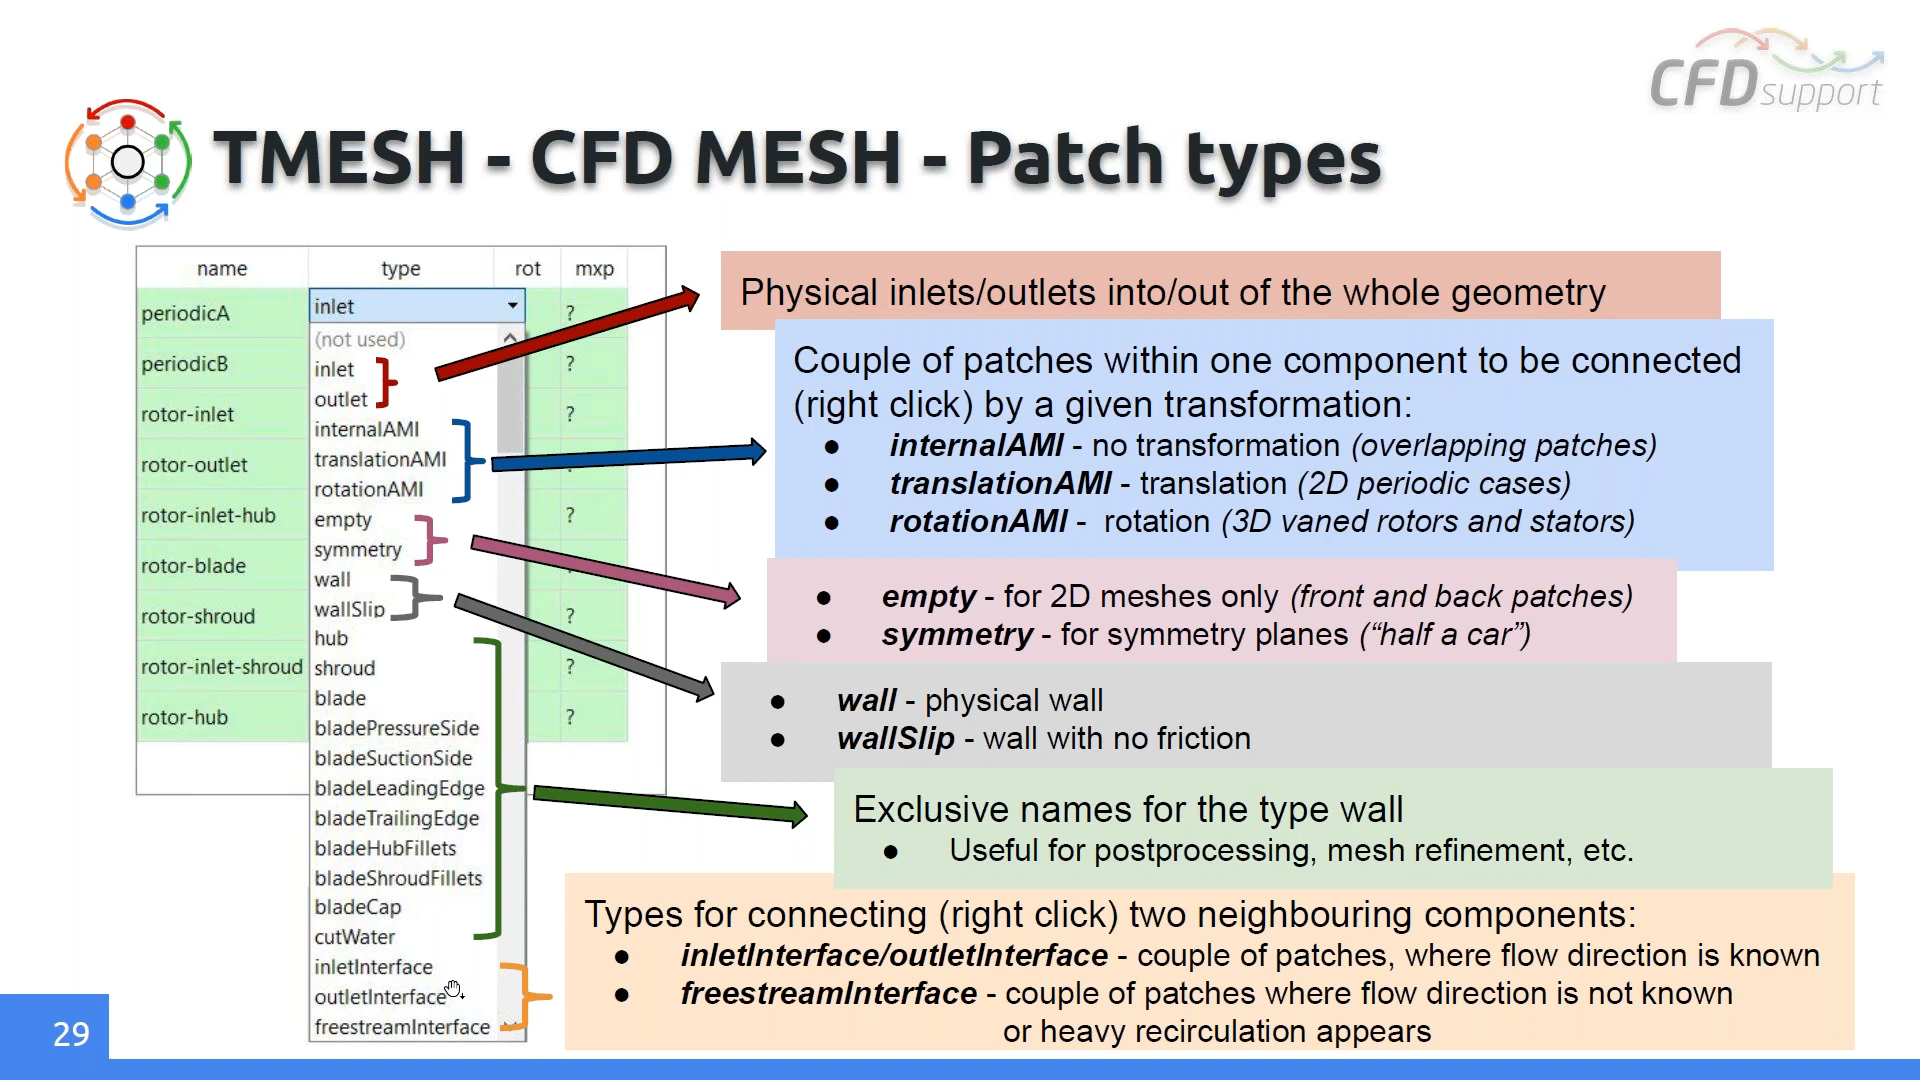 CFD support
TMESH - CFD MESH - Patch types
name type rot mxp
periodicA inlet ?
(not used)
periodicB ?
inlet
outlet
rotor-inlet ?
internalAMI
rotor-outlet
translationAMI
rotationAMI
rotor-inlet-hub ?
empty
symmetry
rotor-blade
wall
wallSlip
rotor-shroud ?
hub
rotor-inlet-shroud ?
shroud
blade
rotor-hub ?
bladePressureSide
bladeSuctionSide
bladeLeadingEdge
bladeTrailingEdge
bladeHubFillets
bladeShroudFillets
bladeCap
cutWater
inletInterface
outletInterface
freestreamInterface
Physical inlets/outlets into/out of the whole geometry
Couple of patches within one component to be connected
(right click) by a given transformation:
● internalAMI - no transformation (overlapping patches)
● translationAMI - translation (2D periodic cases)
● rotationAMI - rotation (3D vaned rotors and stators)
● empty - for 2D meshes only (front and back patches)
● symmetry - for symmetry planes (“half a car”)
● wall - physical wall
● wallSlip - wall with no friction
Exclusive names for the type wall
● Useful for postprocessing, mesh refinement, etc.
Types for connecting (right click) two neighbouring components:
● inletInterface/outletInterface - couple of patches, where flow direction is known
● freestreamInterface - couple of patches where flow direction is not known
or heavy recirculation appears
29